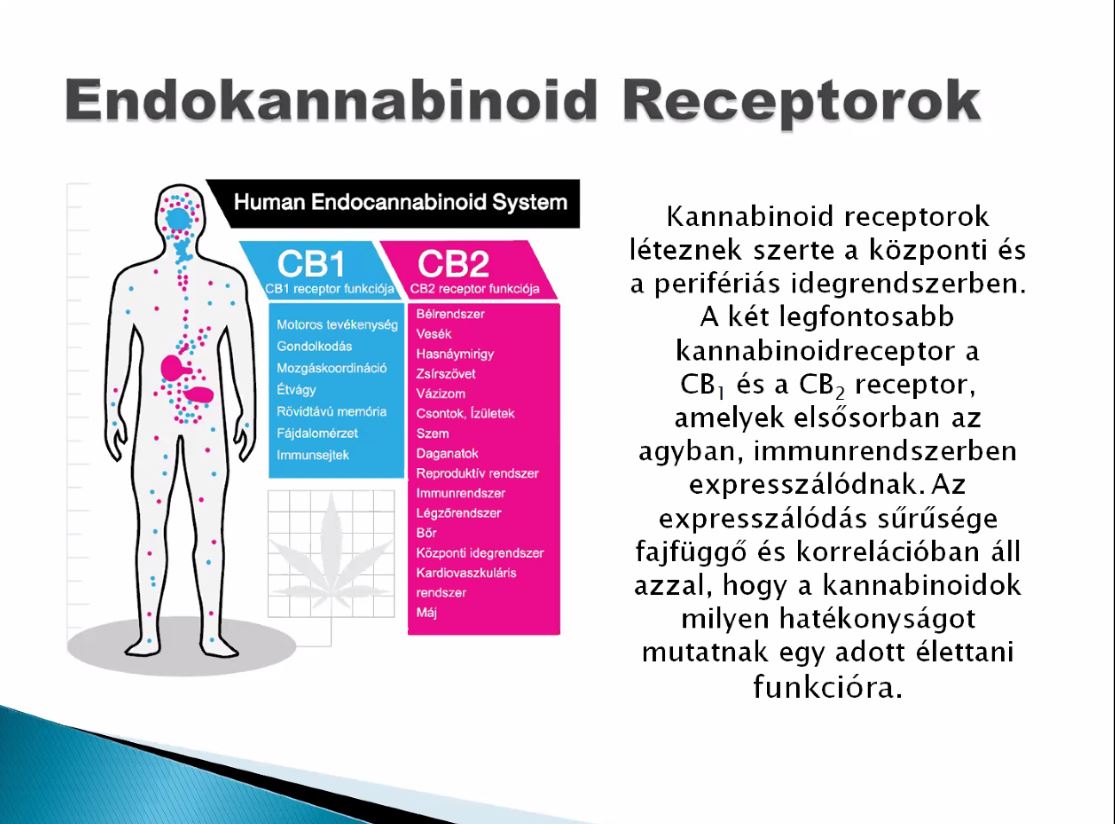 Endokannabinoid Receptorok
Human Endocannabinoid System
CB1
CB1 receptor funkciója
Motoros tevékenység
Gondolkodás
Mozgáskoordináció
Étvágy
Rövidtávú memória
Fájdalomérzet
Immunsejtek
CB2
CB2 receptor funkciója
Bélrendszer
Vesék
Hasnáymirigy
Zsírszövet
Vázizom
Csontok, Ízületek
Szem
Daganatok
Reproduktív rendszer
Immunrendszer
Légzőrendszer
Bőr
Központi idegrendszer
Kardiovaszkuláris
rendszer
Máj
Kannabinoid receptorok
léteznek szerte a központi és
a perifériás idegrendszerben.
A két legfontosabb
kannabinoidreceptor a
CB₁ és a CB₂ receptor,
amelyek elsősorban az
agyban, immunrendszerben
expresszálódnak. Az
expresszálódás sűrűsége
fajfüggő és korrelációban áll
azzal, hogy a kannabinoidok
milyen hatékonyságot
mutatnak egy adott élettani
funkcióra.